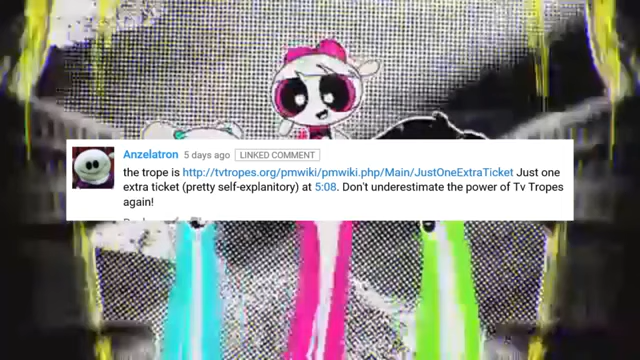 Anzelatron 5 days ago LINKED COMMENT
the trope is http://tvtropes.org/pmwiki/pmwiki.php/Main/JustOneExtraTicket Just one
extra ticket (pretty self-explanitory) at 5:08. Don't underestimate the power of Tv Tropes
again!